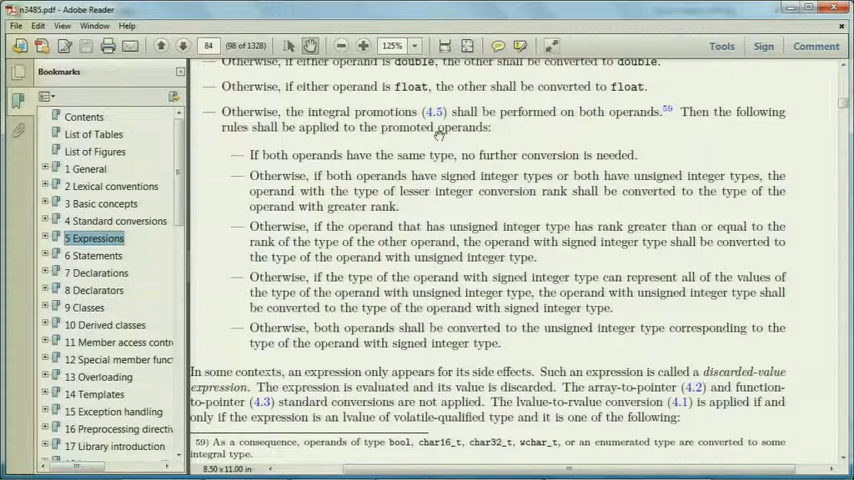 n3485.pdf - Adobe Reader
File Edit View Window Help
84 (98 of 1328) 125% Tools Sign Comment
Bookmarks
Contents
List of Tables
List of Figures
1 General
2 Lexical conventions
3 Basic concepts
4 Standard conversions
5 Expressions
6 Statements
7 Declarations
8 Declarators
9 Classes
10 Derived classes
11 Member access contr
12 Special member func
13 Overloading
14 Templates
15 Exception handling
16 Preprocessing directiv
17 Library introduction
— Otherwise, if either operand is double, the other shall be converted to double.
— Otherwise, if either operand is float, the other shall be converted to float.
— Otherwise, the integral promotions (4.5) shall be performed on both operands.59 Then the following
rules shall be applied to the promoted operands:
— If both operands have the same type, no further conversion is needed.
— Otherwise, if both operands have signed integer types or both have unsigned integer types, the
operand with the type of lesser integer conversion rank shall be converted to the type of the
operand with greater rank.
— Otherwise, if the operand that has unsigned integer type has rank greater than or equal to the
rank of the type of the other operand, the operand with signed integer type shall be converted to
the type of the operand with unsigned integer type.
— Otherwise, if the type of the operand with signed integer type can represent all of the values of
the type of the operand with unsigned integer type, the operand with unsigned integer type shall
be converted to the type of the operand with signed integer type.
— Otherwise, both operands shall be converted to the unsigned integer type corresponding to the
type of the operand with signed integer type.
In some contexts, an expression only appears for its side effects. Such an expression is called a discarded-value
expression. The expression is evaluated and its value is discarded. The array-to-pointer (4.2) and function-
to-pointer (4.3) standard conversions are not applied. The lvalue-to-rvalue conversion (4.1) is applied if and
only if the expression is an lvalue of volatile-qualified type and it is one of the following:
59) As a consequence, operands of type bool, char16_t, char32_t, wchar_t, or an enumerated type are converted to some
integral type.
8.50 x 11.00 in